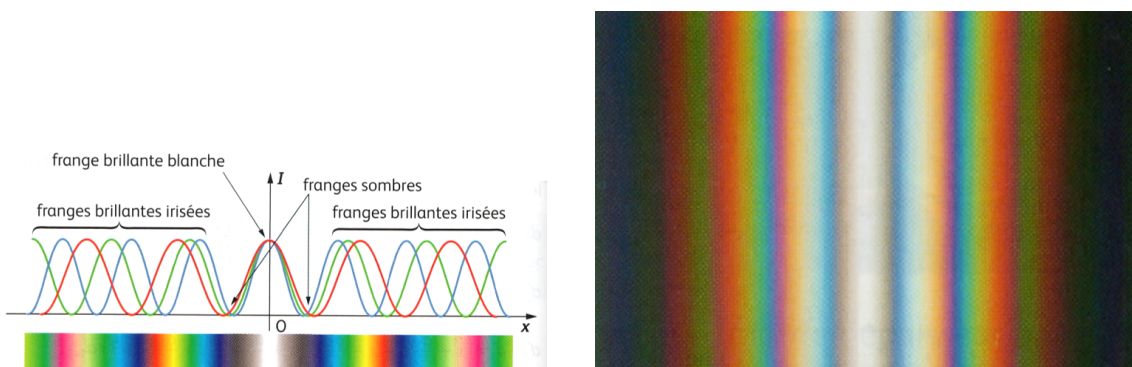 frange brillante blanche
I
franges sombres
franges brillantes irisées
franges brillantes irisées
O
x